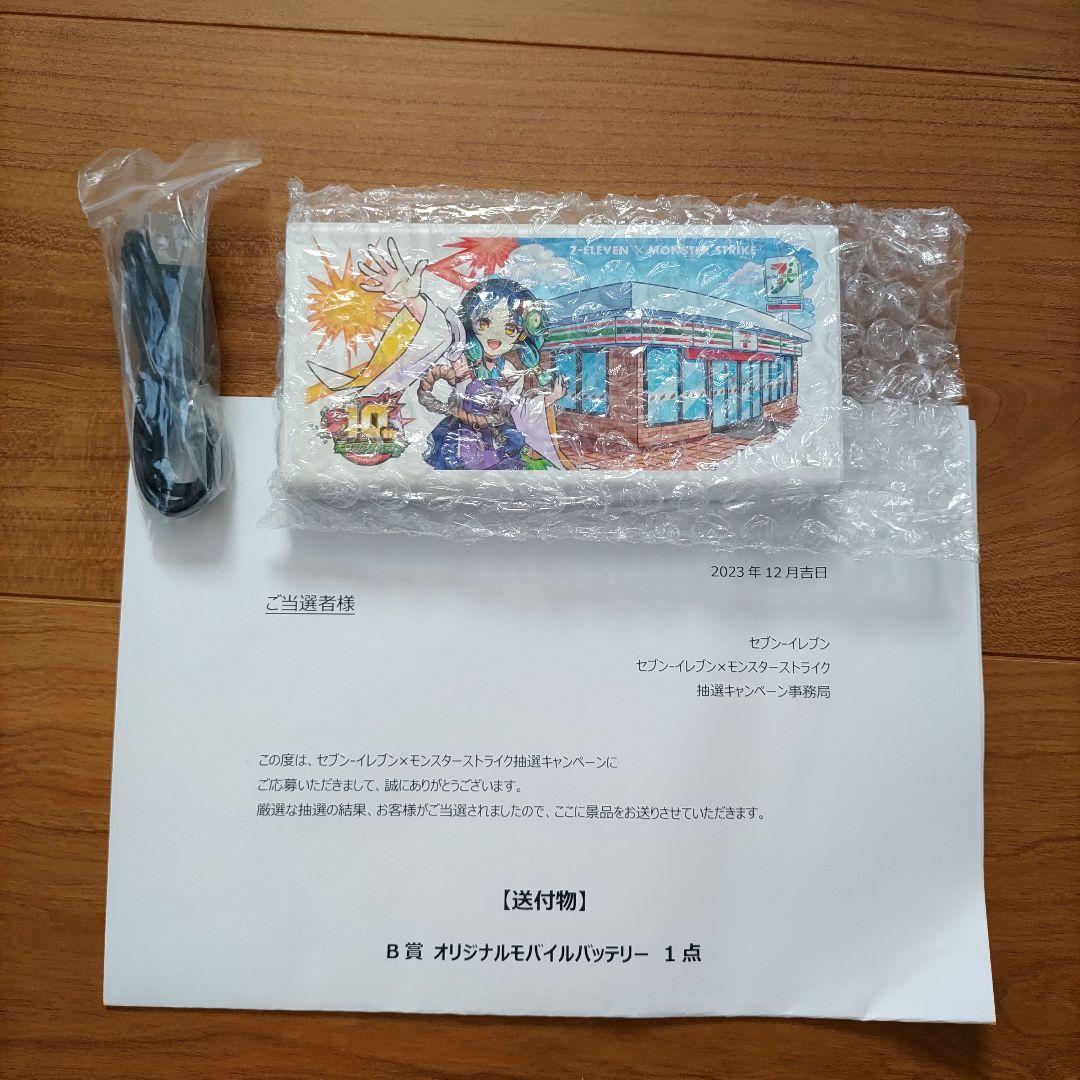 7-ELEVEN × MONSTER STRIKE
10
2023年12月吉日
ご当選者様
セブン-イレブン
セブン-イレブン×モンスターストライク
抽選キャンペーン事務局
この度は、セブン-イレブン×モンスターストライク抽選キャンペーンに
ご応募いただきまして、誠にありがとうございます。
厳選な抽選の結果、お客様がご当選されましたので、ここに景品をお送りさせていただきます。
【送付物】
B賞 オリジナルモバイルバッテリー 1点